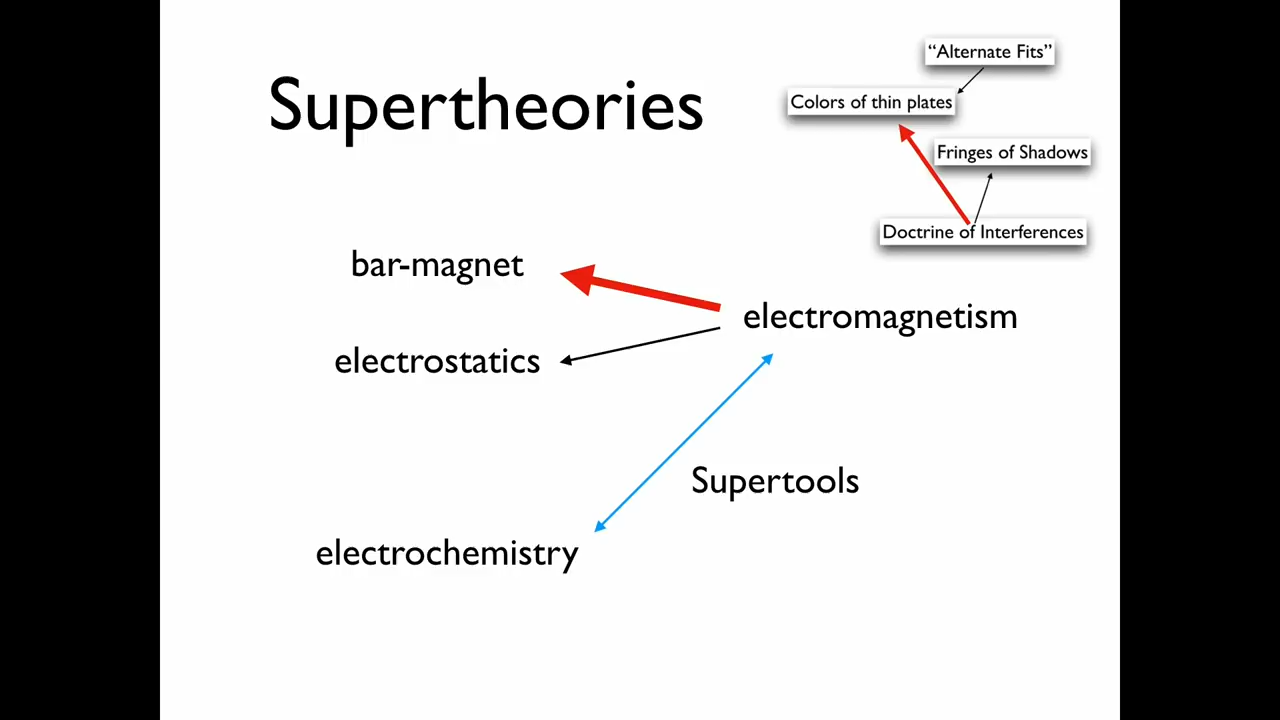 Supertheories
“Alternate Fits”
Colors of thin plates
Fringes of Shadows
Doctrine of Interferences
bar-magnet
electromagnetism
electrostatics
Supertools
electrochemistry